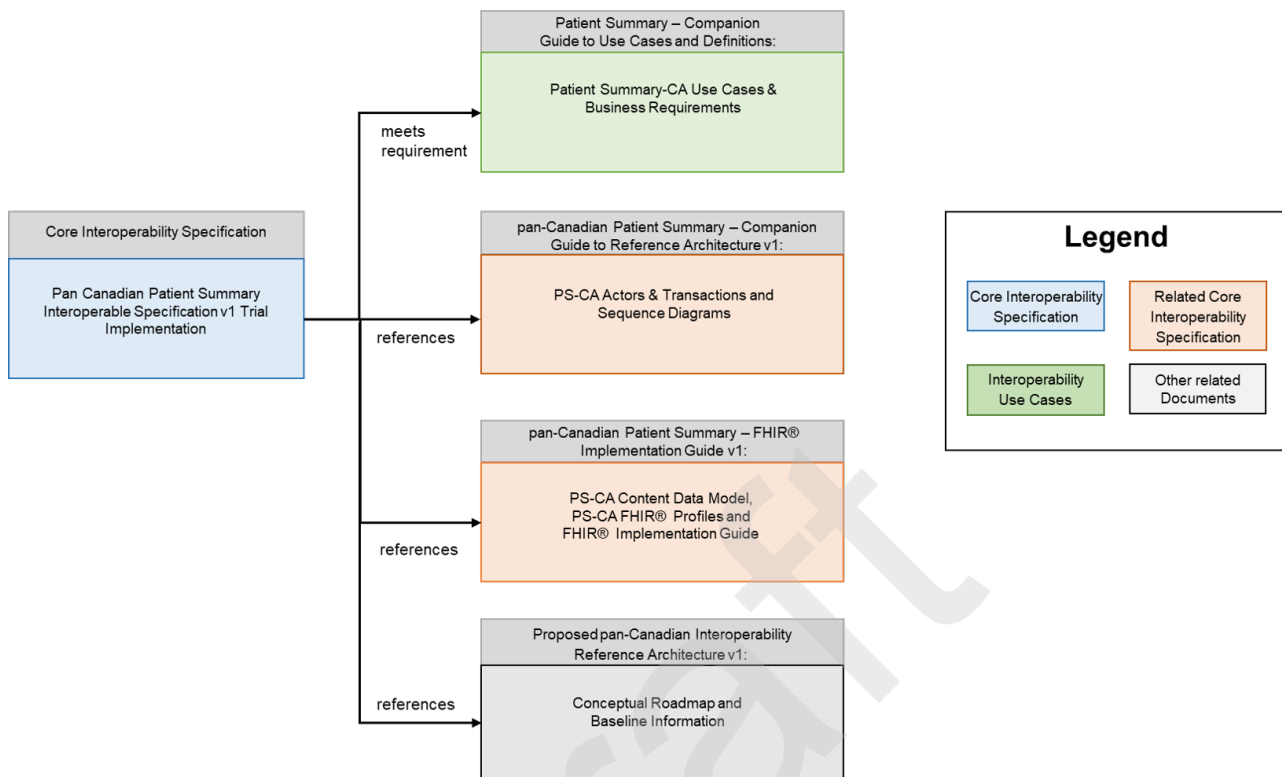 Patient Summary – Companion
Guide to Use Cases and Definitions:
Patient Summary-CA Use Cases &
Business Requirements
meets
requirement
Core Interoperability Specification
Pan Canadian Patient Summary
Interoperable Specification v1 Trial
Implementation
pan-Canadian Patient Summary – Companion
Guide to Reference Architecture v1:
PS-CA Actors & Transactions and
Sequence Diagrams
references
pan-Canadian Patient Summary – FHIR®
Implementation Guide v1:
PS-CA Content Data Model,
PS-CA FHIR® Profiles and
FHIR® Implementation Guide
references
Proposed pan-Canadian Interoperability
Reference Architecture v1:
Conceptual Roadmap and
Baseline Information
references
Legend
Core Interoperability
Specification
Related Core
Interoperability
Specification
Interoperability
Use Cases
Other related
Documents